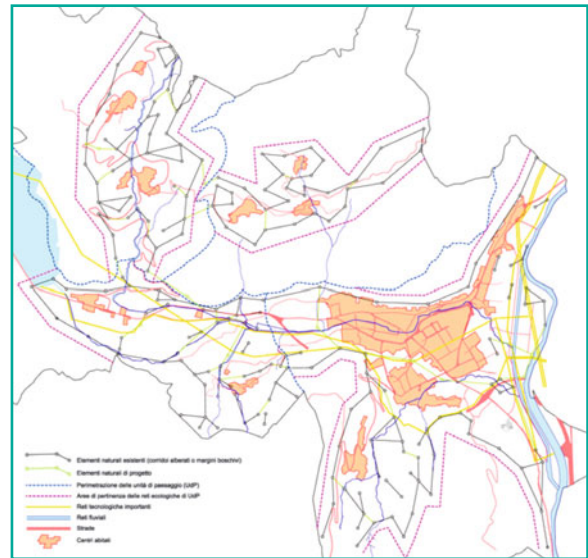 Elementi naturali esistenti (corridoi alberati o margini boschivi)
Elementi naturali di progetto
Perimetrazione delle unità di paesaggio (UdP)
Aree di pertinenza delle reti ecologiche di UdP
Reti tecnologiche importanti
Reti fluviali
Strade
Centri abitati